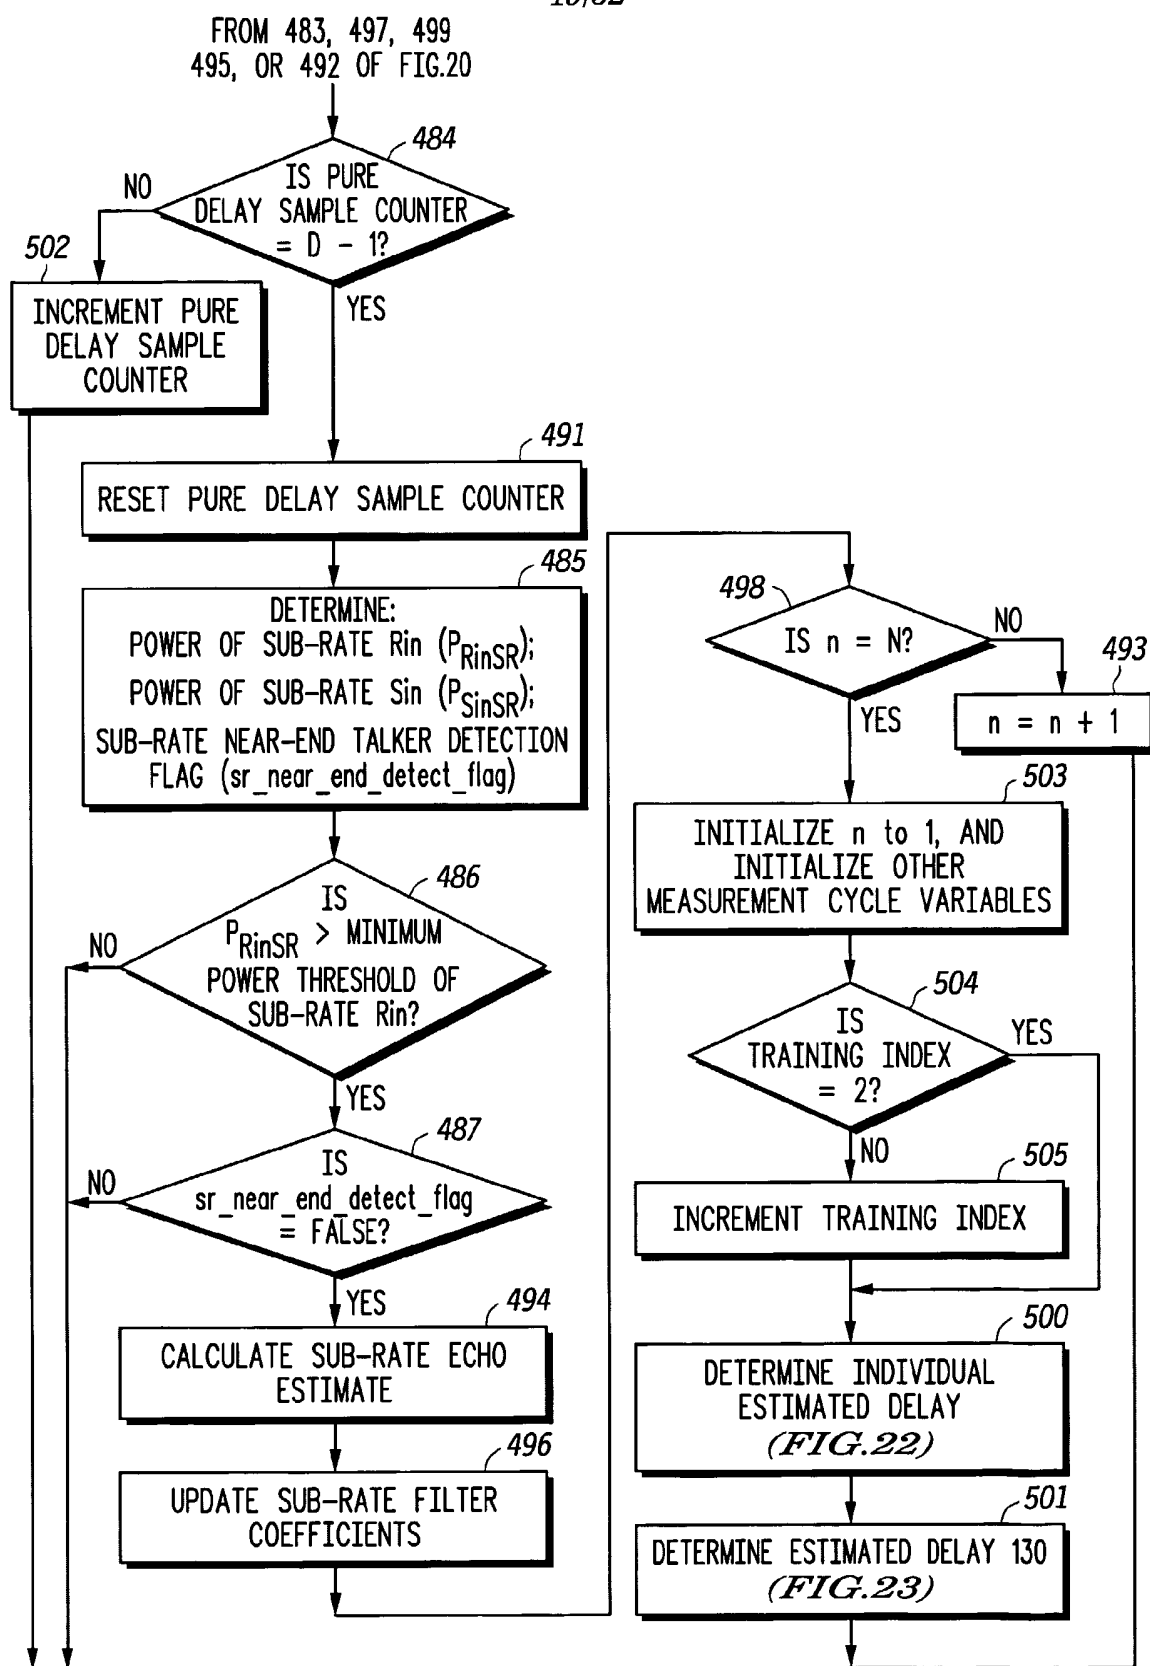 FROM 483, 497, 499
495, OR 492 OF FIG.20
484
IS PURE
DELAY SAMPLE COUNTER
= D - 1?
NO
YES
502
INCREMENT PURE
DELAY SAMPLE
COUNTER
491
RESET PURE DELAY SAMPLE COUNTER
485
DETERMINE:
POWER OF SUB-RATE Rin (PRinSR);
POWER OF SUB-RATE Sin (PSinSR);
SUB-RATE NEAR-END TALKER DETECTION
FLAG (sr_near_end_detect_flag)
486
IS
PRinSR > MINIMUM
POWER THRESHOLD OF
SUB-RATE Rin?
NO
YES
487
IS
sr_near_end_detect_flag
= FALSE?
NO
YES
494
CALCULATE SUB-RATE ECHO
ESTIMATE
496
UPDATE SUB-RATE FILTER
COEFFICIENTS
498
IS n = N?
NO
YES
493
n = n + 1
503
INITIALIZE n to 1, AND
INITIALIZE OTHER
MEASUREMENT CYCLE VARIABLES
504
IS
TRAINING INDEX
= 2?
YES
NO
505
INCREMENT TRAINING INDEX
500
DETERMINE INDIVIDUAL
ESTIMATED DELAY
(FIG.22)
501
DETERMINE ESTIMATED DELAY 130
(FIG.23)